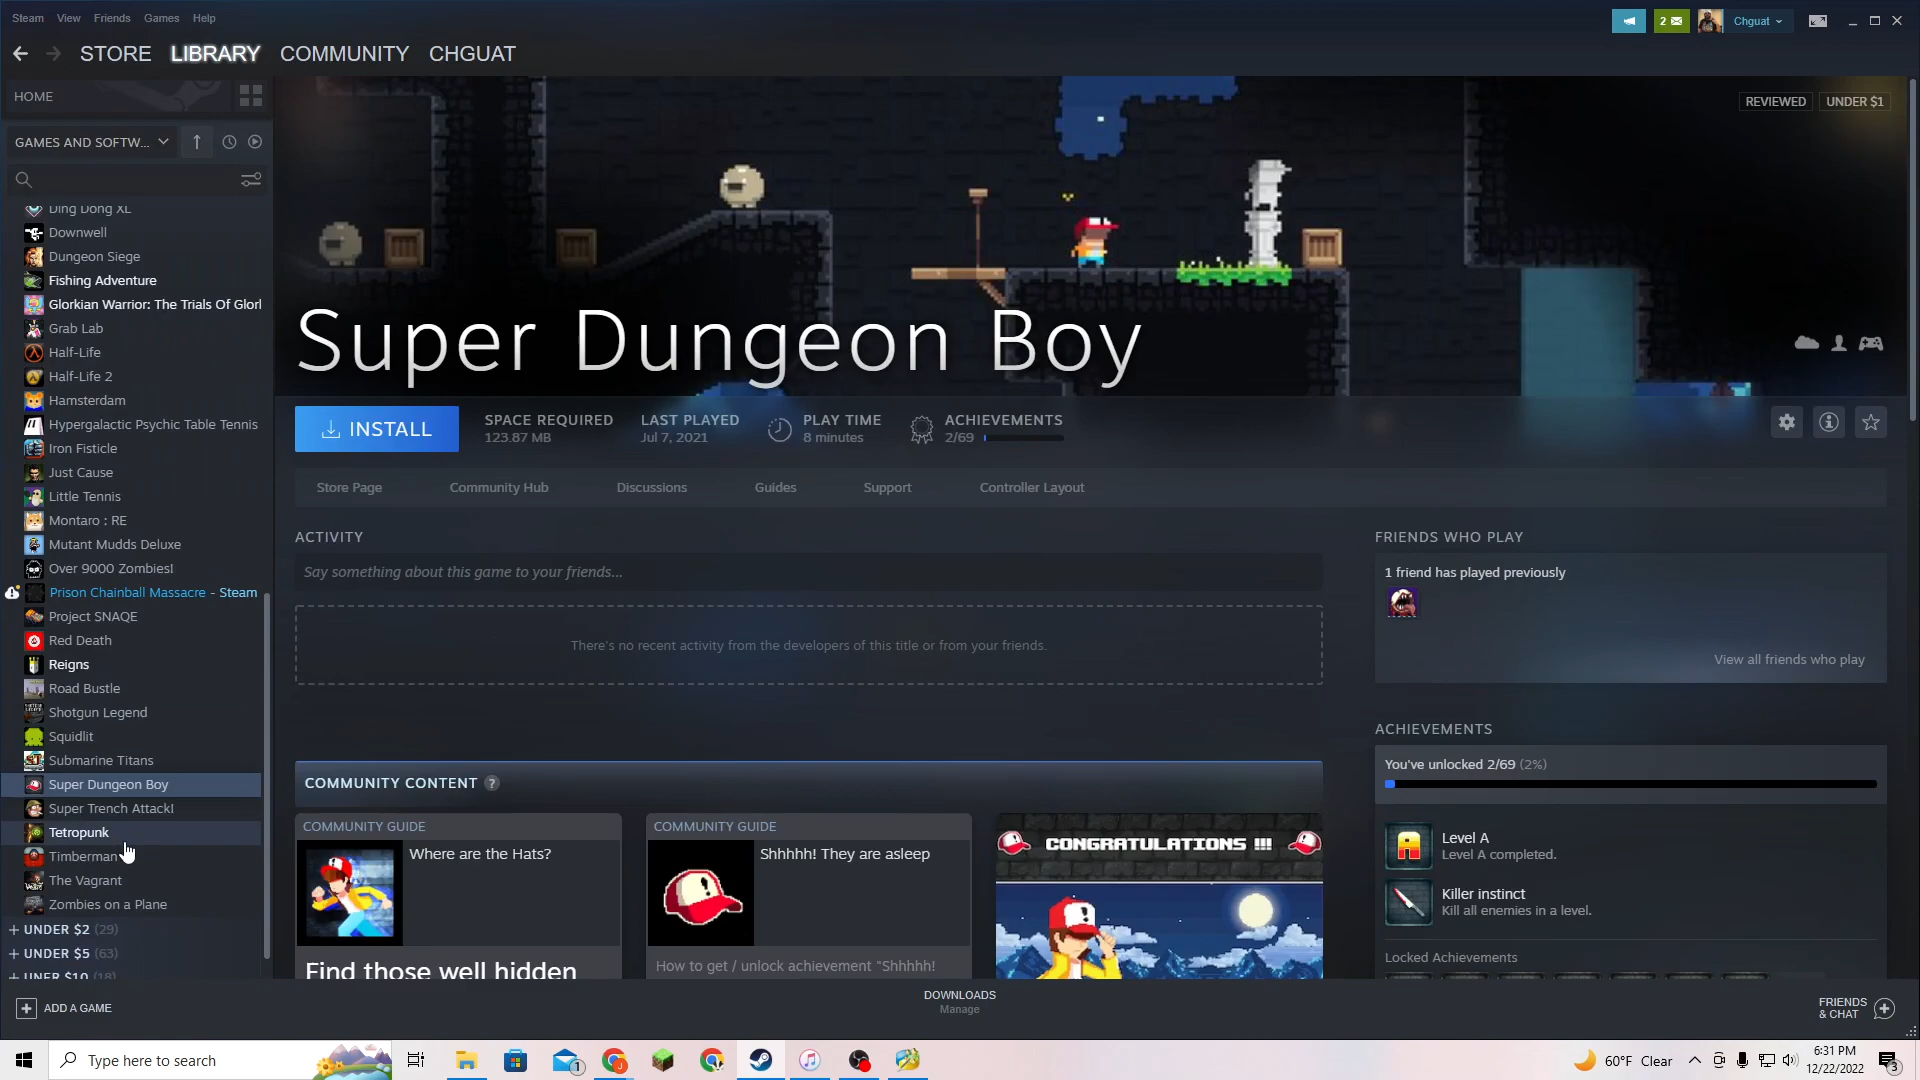 Steam View Friends Games Help
2
Chguat
STORE LIBRARY COMMUNITY CHGUAT
HOME
REVIEWED UNDER $1
GAMES AND SOFTW...
Ding Dong XL
Downwell
Dungeon Siege
Fishing Adventure
Glorkian Warrior: The Trials Of Glorl
Grab Lab
Half-Life
Half-Life 2
Hamsterdam
Hypergalactic Psychic Table Tennis
Iron Fisticle
Just Cause
Little Tennis
Montaro : RE
Mutant Mudds Deluxe
Over 9000 Zombies!
Prison Chainball Massacre - Steam
Project SNAQE
Red Death
Reigns
Road Bustle
Shotgun Legend
Squidlit
Submarine Titans
Super Dungeon Boy
Super Trench Attack!
Tetropunk
Timberman
The Vagrant
Zombies on a Plane
+ UNDER $2 (29)
+ UNDER $5 (63)
+ UNER $10 (18)
Super Dungeon Boy
INSTALL
SPACE REQUIRED
123.87 MB
LAST PLAYED
Jul 7, 2021
PLAY TIME
8 minutes
ACHIEVEMENTS
2/69
Store Page Community Hub Discussions Guides Support Controller Layout
ACTIVITY
Say something about this game to your friends...
There's no recent activity from the developers of this title or from your friends.
COMMUNITY CONTENT ?
COMMUNITY GUIDE
Where are the Hats?
Find those well hidden
COMMUNITY GUIDE
Shhhhh! They are asleep
How to get / unlock achievement "Shhhhh!
CONGRATULATIONS !!!
FRIENDS WHO PLAY
1 friend has played previously
View all friends who play
ACHIEVEMENTS
You've unlocked 2/69 (2%)
Level A
Level A completed.
Killer instinct
Kill all enemies in a level.
Locked Achievements
ADD A GAME
DOWNLOADS
Manage
FRIENDS
& CHAT
Type here to search
1
60°F Clear
6:31 PM
12/22/2022
3